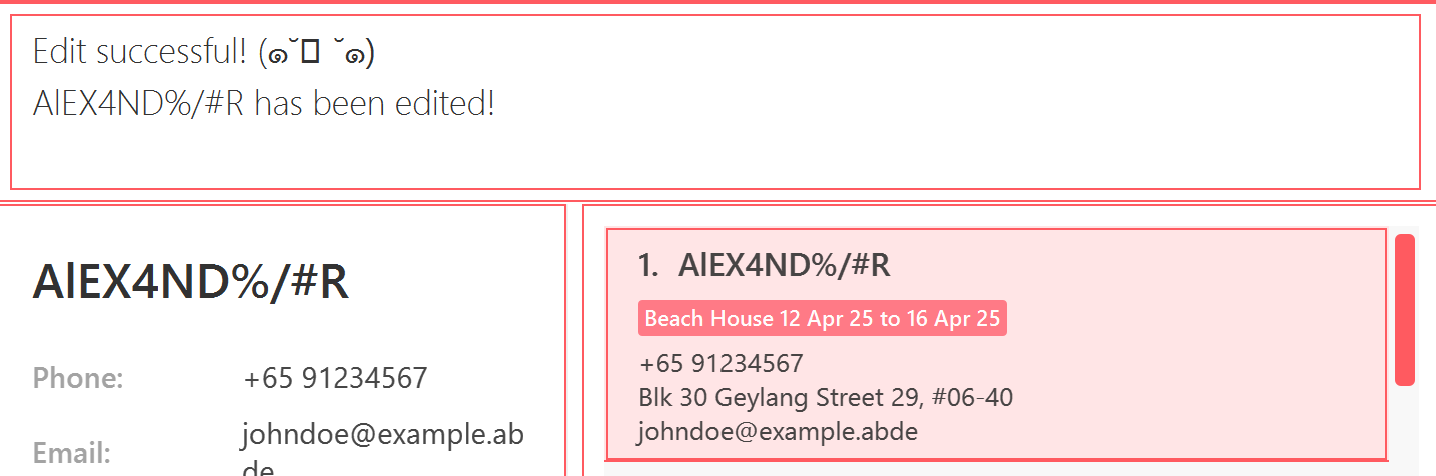 Edit successful! (๑˘▯ ˘๑)
AlEX4ND%/#R has been edited!
AlEX4ND%/#R
Phone: +65 91234567
Email: johndoe@example.ab
de
1. AlEX4ND%/#R
Beach House 12 Apr 25 to 16 Apr 25
+65 91234567
Blk 30 Geylang Street 29, #06-40
johndoe@example.abde